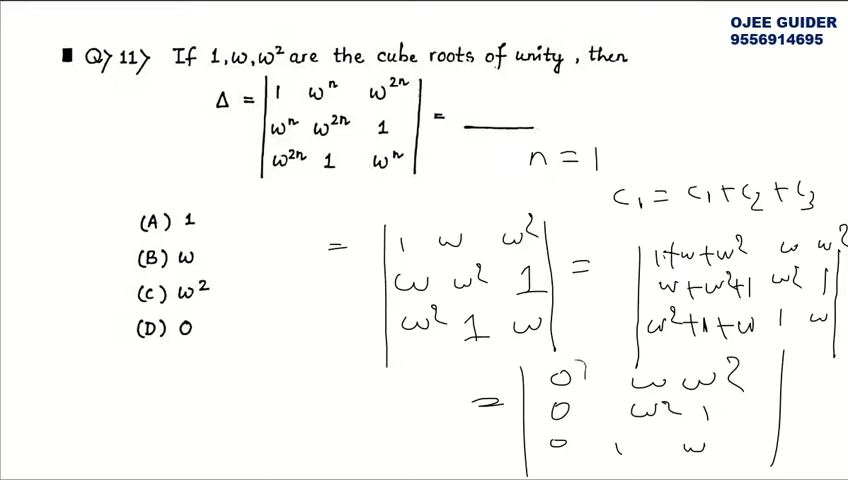 OJEE GUIDER
9556914695
■ Q> 11> If 1, ω, ω² are the cube roots of unity, then
Δ = | 1 ωⁿ ω²ⁿ |
| ωⁿ ω²ⁿ 1 | = ____
| ω²ⁿ 1 ωⁿ |
n = 1
C₁ = C₁ + C₂ + C₃
(A) 1
(B) ω
(C) ω²
(D) 0
= | 1 ω ω² |
| ω ω² 1 |
| ω² 1 ω |
= | 1+ω+ω² ω ω² |
| ω+ω²+1 ω² 1 |
| ω²+1+ω 1 ω |
= | 0 ω ω² |
| 0 ω² 1 |
| 0 1 ω |